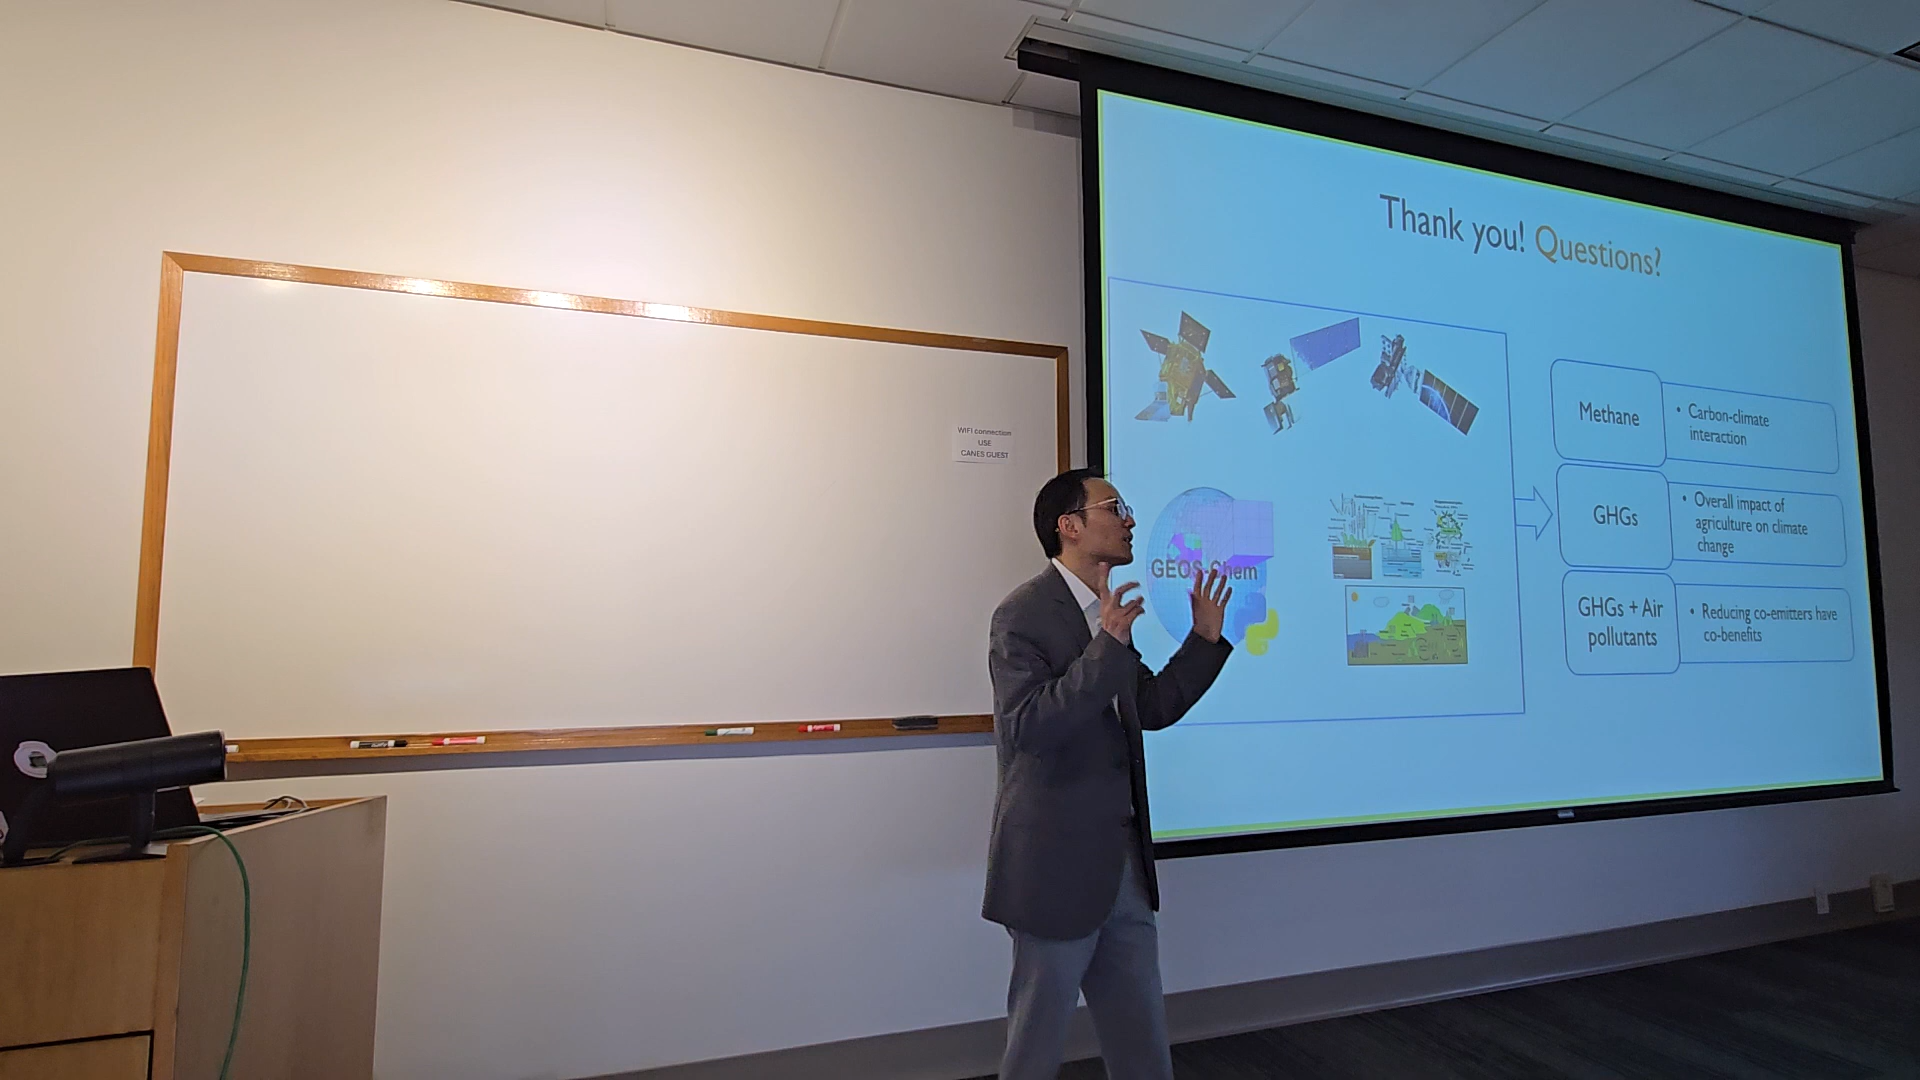 Thank you! Questions?
WIFI connection
USE
CANES GUEST
GEOS-Chem
Methane
• Carbon-climate
interaction
GHGs
• Overall impact of
agriculture on climate
change
GHGs + Air
pollutants
• Reducing co-emitters have
co-benefits